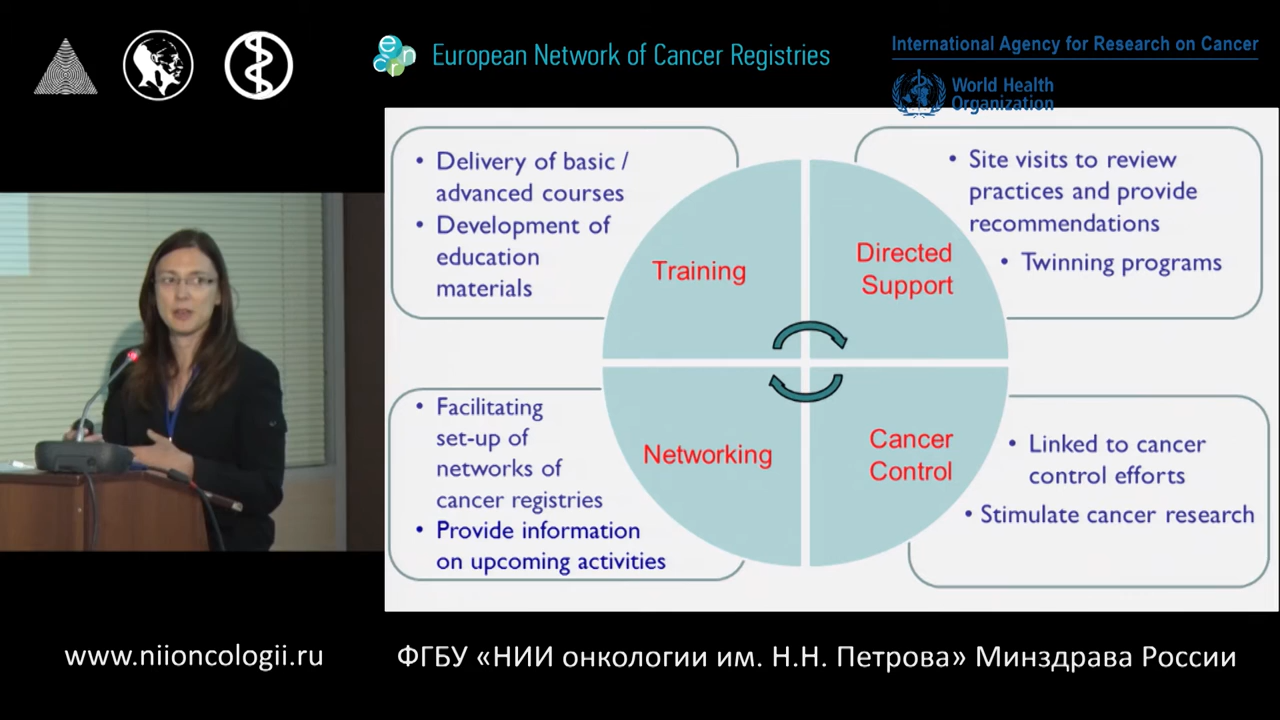 European Network of Cancer Registries
International Agency for Research on Cancer
World Health
Organization
• Delivery of basic /
advanced courses
• Development of
education
materials
Training
Directed
Support
• Site visits to review
practices and provide
recommendations
• Twinning programs
• Facilitating
set-up of
networks of
cancer registries
• Provide information
on upcoming activities
Networking
Cancer
Control
• Linked to cancer
control efforts
• Stimulate cancer research
www.niioncologii.ru
ФГБУ «НИИ онкологии им. Н.Н. Петрова» Минздрава России